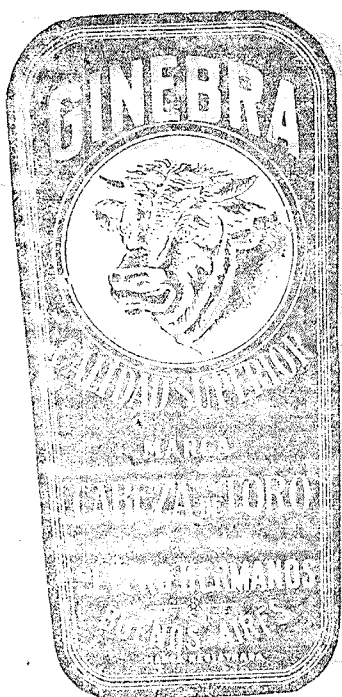 GINEBRA
CALIDAD SUPERIOR
MARCA
CABEZA DE TORO
HERMANOS
BUENOS AIRES